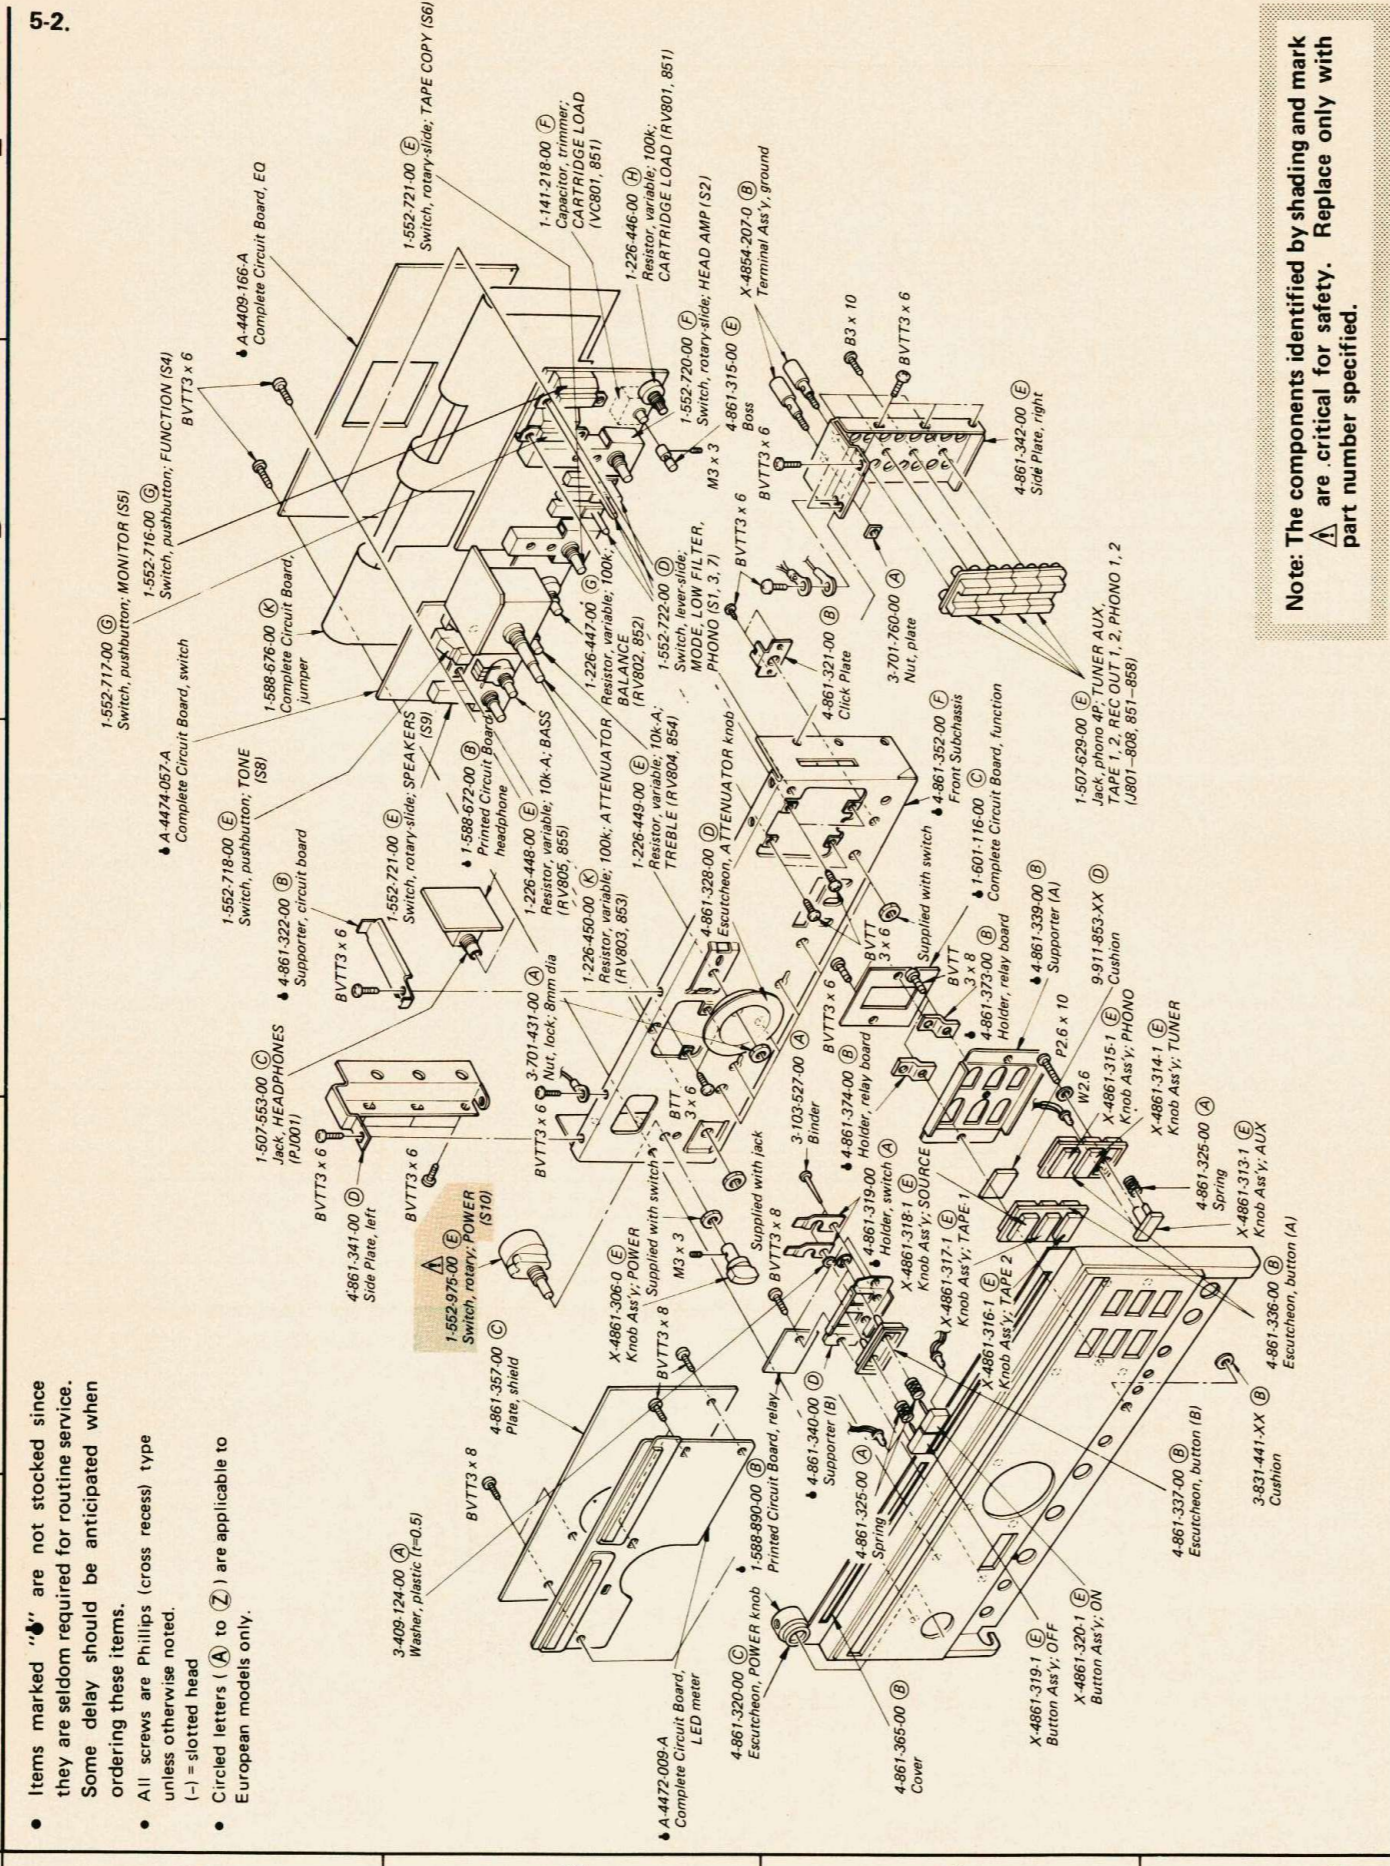 5-2.
● Items marked "●" are not stocked since
they are seldom required for routine service.
Some delay should be anticipated when
ordering these items.
● All screws are Phillips (cross recess) type
unless otherwise noted.
(−) = slotted head
● Circled letters (Ⓐ to Ⓩ) are applicable to
European models only.
1-552-717-00 Ⓖ
Switch, pushbutton; MONITOR (S5)
1-552-716-00 Ⓖ
Switch, pushbutton; FUNCTION (S4)
BVTT3 x 6
A-4409-166-A
Complete Circuit Board, EQ
1-552-721-00 Ⓔ
Switch, rotary-slide; TAPE COPY (S6)
1-141-218-00 Ⓕ
Capacitor, trimmer;
CARTRIDGE LOAD
(VC801, 851)
1-226-446-00 Ⓗ
Resistor, variable; 100k;
CARTRIDGE LOAD (RV801, 851)
1-552-720-00 Ⓕ
Switch, rotary-slide; HEAD AMP (S2)
4-861-315-00 Ⓔ
Boss
M3 x 3
X-4854-207-0 Ⓑ
Terminal Ass'y, ground
B3 x 10
BVTT3 x 6
BVTT3 x 6
4-861-342-00 Ⓔ
Side Plate, right
A-4474-057-A
Complete Circuit Board, switch
1-588-676-00 Ⓚ
Complete Circuit Board,
jumper
1-552-718-00 Ⓔ
Switch, pushbutton; TONE
(S8)
4-861-322-00 Ⓑ
Supporter, circuit board
BVTT3 x 6
1-552-721-00 Ⓔ
Switch, rotary-slide; SPEAKERS
(S9)
1-588-672-00 Ⓑ
Printed Circuit Board,
headphone
1-226-448-00 Ⓔ
Resistor, variable; 10k-A; BASS
(RV805, 855)
1-226-450-00 Ⓚ
Resistor, variable; 100k; ATTENUATOR
(RV803, 853)
1-226-447-00 Ⓖ
Resistor, variable; 100k;
BALANCE
(RV802, 852)
1-226-449-00 Ⓔ
Resistor, variable; 10k-A;
TREBLE (RV804, 854)
1-552-722-00 Ⓓ
Switch, lever-slide;
MODE, LOW FILTER,
PHONO (S1, 3, 7)
BVTT3 x 6
4-861-321-00 Ⓑ
Click Plate
3-701-760-00 Ⓐ
Nut, plate
4-861-328-00 Ⓓ
Escutcheon, ATTENUATOR knob
4-861-352-00 Ⓕ
Front Subchassis
1-507-629-00 Ⓔ
Jack, phono 4P; TUNER AUX,
TAPE 1, 2, REC OUT 1, 2, PHONO 1, 2
(J801–808, 851–858)
1-507-553-00 Ⓒ
Jack, HEADPHONES
(PJ001)
BVTT3 x 6
4-861-341-00 Ⓓ
Side Plate, left
BVTT3 x 6
3-701-431-00 Ⓐ
Nut, lock; 8mm dia
BVTT3 x 6
BTT
3 x 6
BVTT
3 x 6
Supplied with switch
1-601-116-00 Ⓒ
Complete Circuit Board, function
BVTT3 x 6
BVTT
3 x 8
4-861-373-00 Ⓑ
Holder, relay board
4-861-339-00 Ⓑ
Supporter (A)
9-911-853-XX Ⓓ
Cushion
⚠
1-552-975-00 Ⓔ
Switch, rotary; POWER
(S10)
4-861-357-00 Ⓒ
Plate, shield
BVTT3 x 8
X-4861-306-0 Ⓔ
Knob Ass'y; POWER
Supplied with switch
M3 x 3
Supplied with jack
BVTT3 x 8
BVTT3 x 8
3-103-527-00 Ⓐ
Binder
4-861-374-00 Ⓑ
Holder, relay board
4-861-319-00
Holder, switch Ⓐ
X-4861-318-1 Ⓔ
Knob Ass'y; SOURCE
X-4861-317-1 Ⓔ
Knob Ass'y; TAPE-1
X-4861-316-1 Ⓔ
Knob Ass'y; TAPE 2
P2.6 x 10
W2.6
X-4861-315-1 Ⓔ
Knob Ass'y; PHONO
X-4861-314-1 Ⓔ
Knob Ass'y; TUNER
4-861-325-00 Ⓐ
Spring
X-4861-313-1 Ⓔ
Knob Ass'y; AUX
4-861-336-00 Ⓑ
Escutcheon, button (A)
3-831-441-XX Ⓑ
Cushion
3-409-124-00 Ⓐ
Washer, plastic (t=0.5)
A-4472-009-A
Complete Circuit Board,
LED meter
1-588-890-00 Ⓑ
Printed Circuit Board, relay
4-861-340-00 Ⓓ
Supporter (B)
4-861-325-00 Ⓐ
Spring
4-861-320-00 Ⓒ
Escutcheon, POWER knob
4-861-365-00 Ⓑ
Cover
X-4861-319-1 Ⓔ
Button Ass'y; OFF
X-4861-320-1 Ⓔ
Button Ass'y; ON
4-861-337-00 Ⓑ
Escutcheon, button (B)
Note: The components identified by shading and mark
⚠ are critical for safety. Replace only with
part number specified.